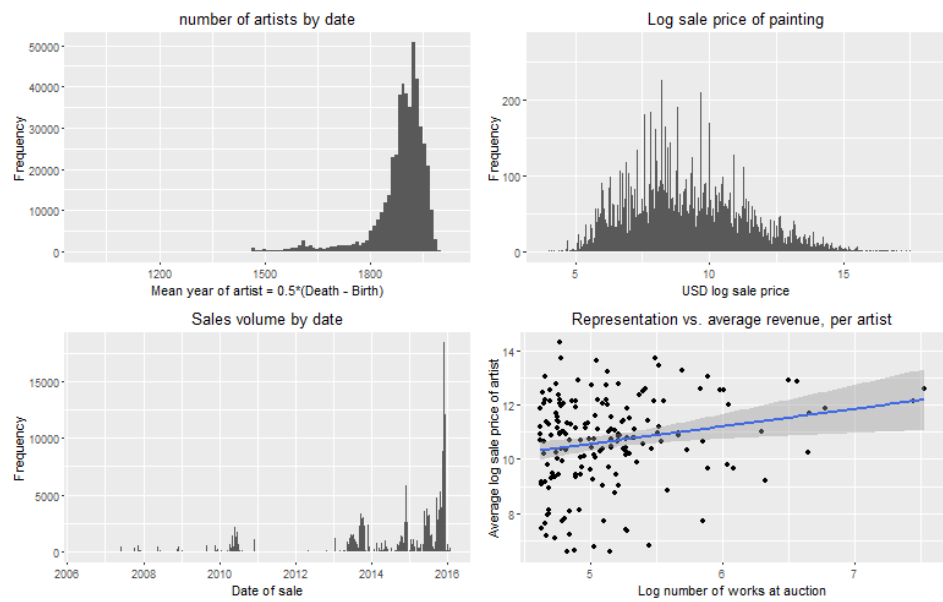 number of artists by date
Frequency
50000
40000
30000
20000
10000
0
1200
1500
1800
Mean year of artist = 0.5*(Death - Birth)
Log sale price of painting
Frequency
200
100
0
5
10
15
USD log sale price
Sales volume by date
Frequency
15000
10000
5000
0
2006
2008
2010
2012
2014
2016
Date of sale
Representation vs. average revenue, per artist
Average log sale price of artist
14
12
10
8
5
6
7
Log number of works at auction